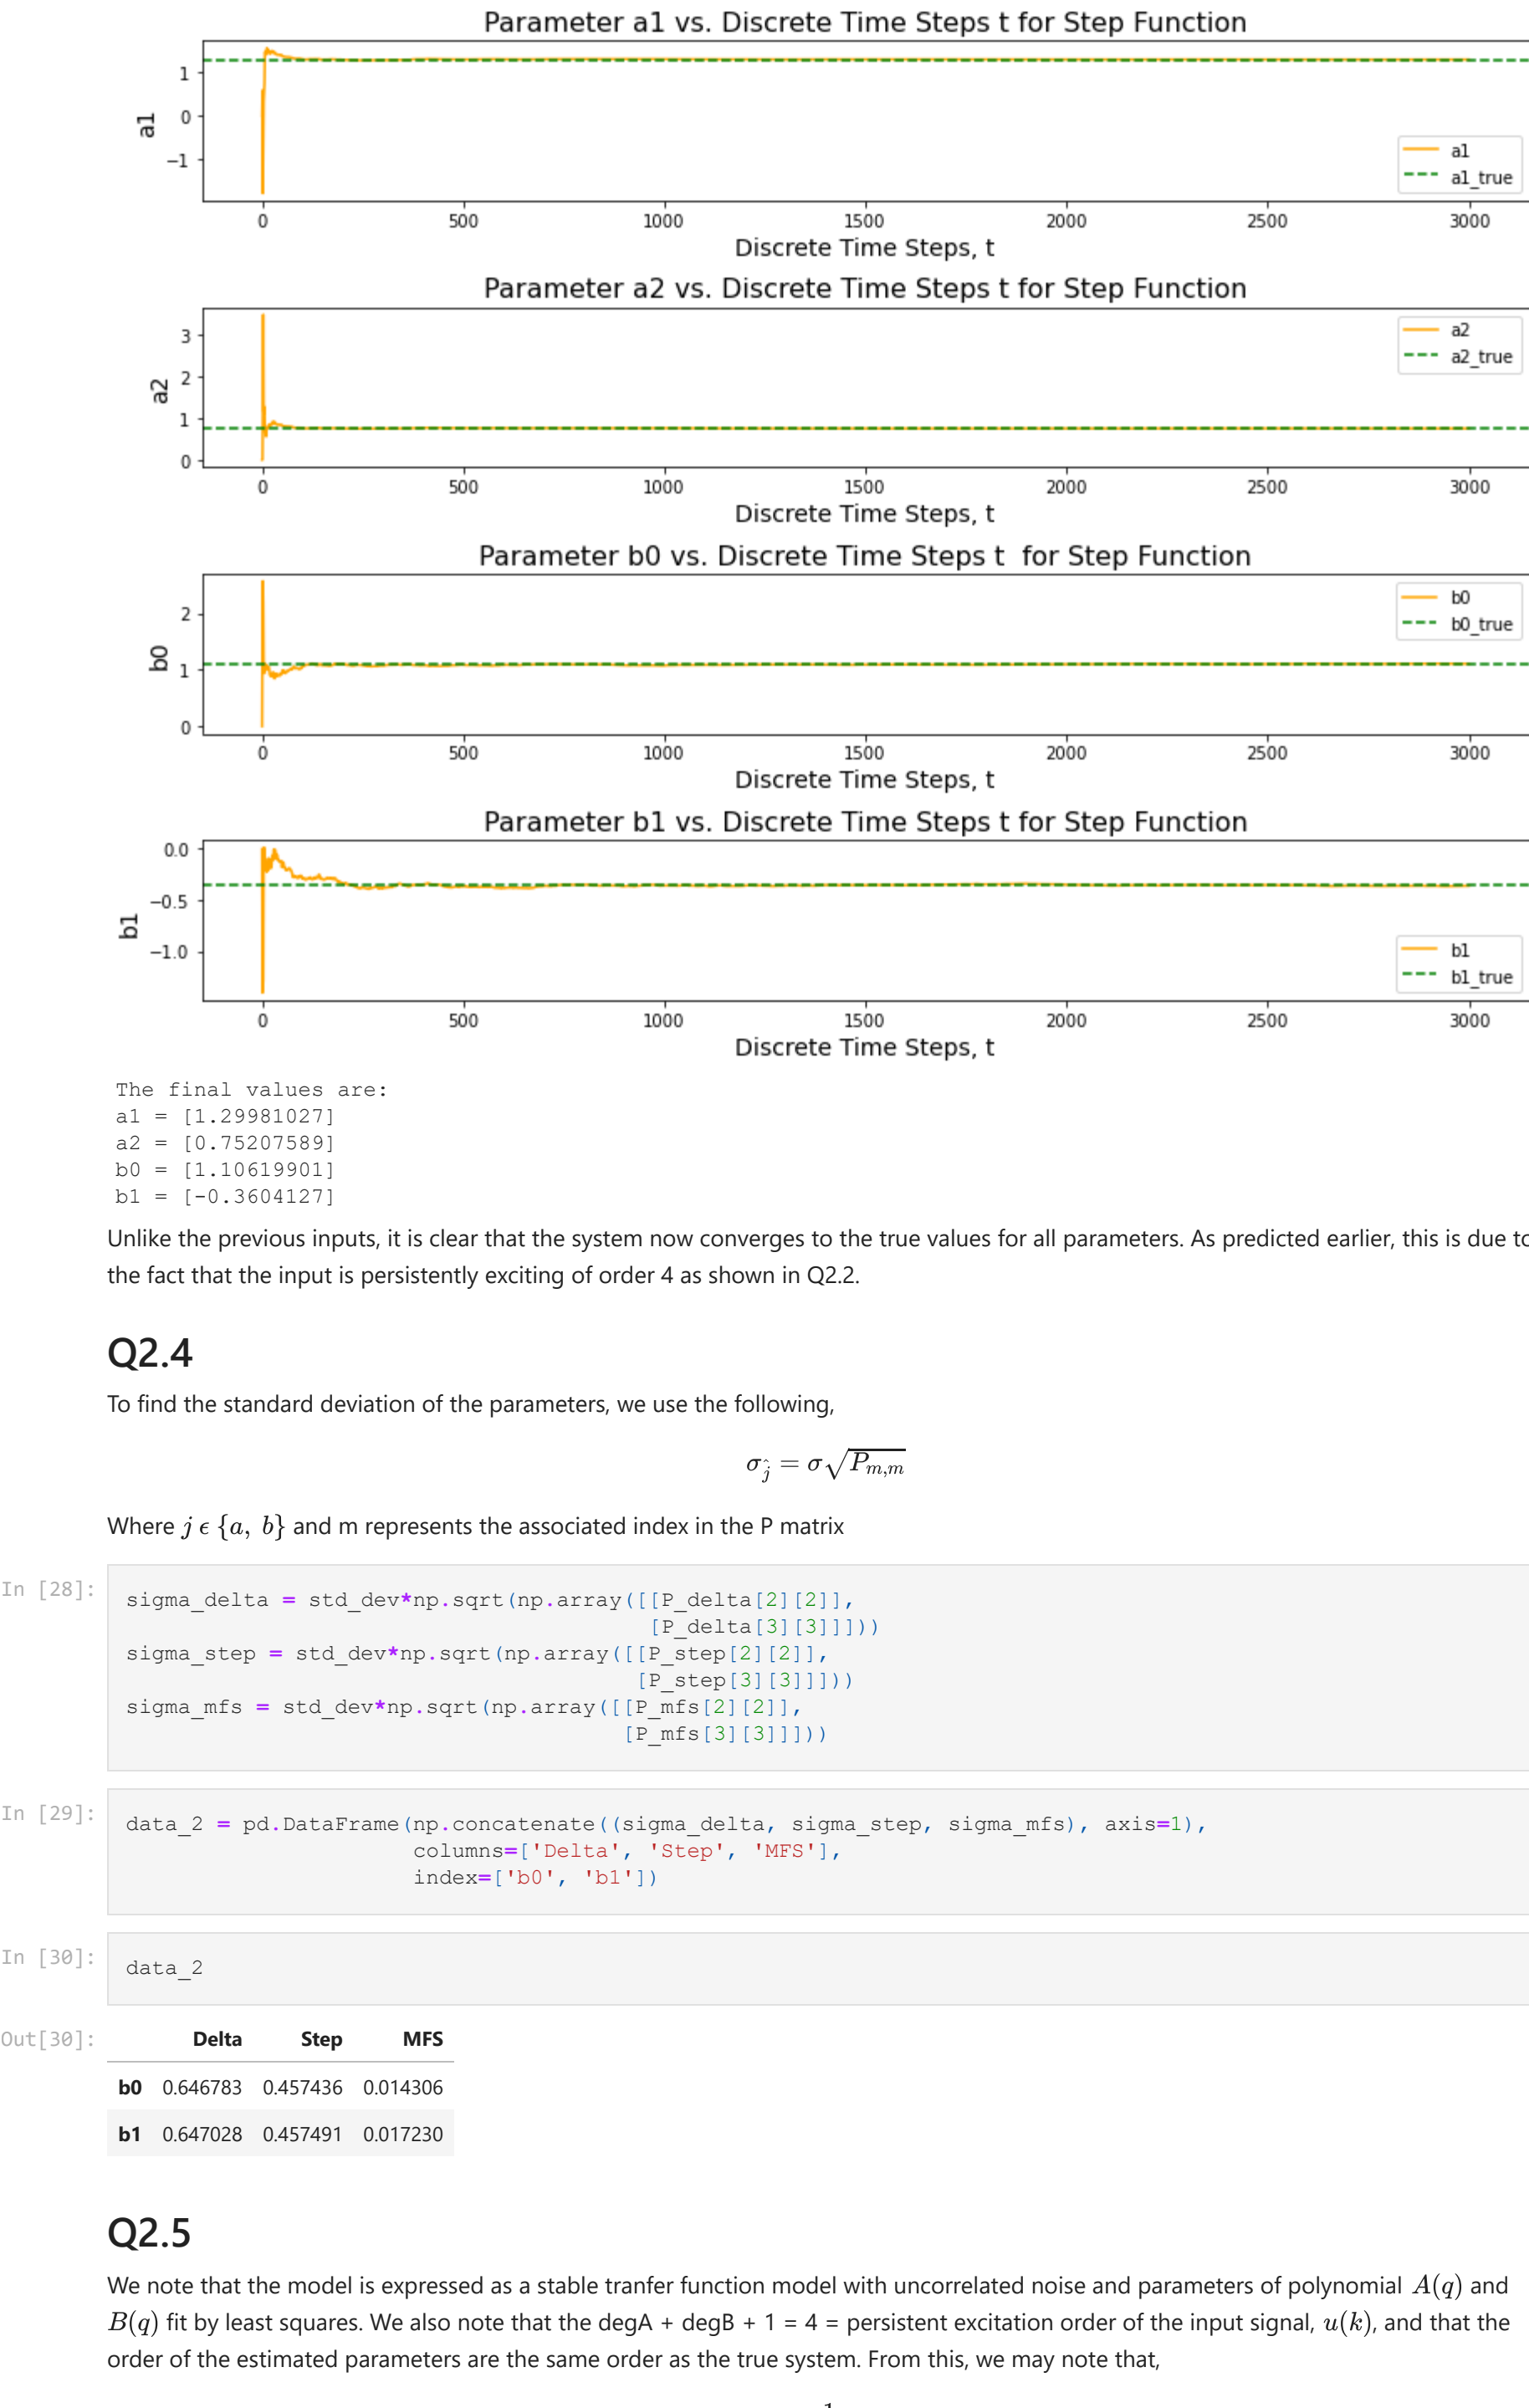 Parameter a1 vs. Discrete Time Steps t for Step Function
1
0
−1
a1
a1
a1_true
0 500 1000 1500 2000 2500 3000
Discrete Time Steps, t
Parameter a2 vs. Discrete Time Steps t for Step Function
3
2
1
0
a2
a2
a2_true
0 500 1000 1500 2000 2500 3000
Discrete Time Steps, t
Parameter b0 vs. Discrete Time Steps t  for Step Function
2
1
0
b0
b0
b0_true
0 500 1000 1500 2000 2500 3000
Discrete Time Steps, t
Parameter b1 vs. Discrete Time Steps t for Step Function
0.0
−0.5
−1.0
b1
b1
b1_true
0 500 1000 1500 2000 2500 3000
Discrete Time Steps, t
The final values are:
a1 = [1.29981027]
a2 = [0.75207589]
b0 = [1.10619901]
b1 = [-0.3604127]
Unlike the previous inputs, it is clear that the system now converges to the true values for all parameters. As predicted earlier, this is due to
the fact that the input is persistently exciting of order 4 as shown in Q2.2.
Q2.4
To find the standard deviation of the parameters, we use the following,
σ_ĵ = σ√P_{m,m}
Where j ϵ {a, b} and m represents the associated index in the P matrix
In [28]:
sigma_delta = std_dev*np.sqrt(np.array([[P_delta[2][2]],
[P_delta[3][3]]]))
sigma_step = std_dev*np.sqrt(np.array([[P_step[2][2]],
[P_step[3][3]]]))
sigma_mfs = std_dev*np.sqrt(np.array([[P_mfs[2][2]],
[P_mfs[3][3]]]))
In [29]:
data_2 = pd.DataFrame(np.concatenate((sigma_delta, sigma_step, sigma_mfs), axis=1),
columns=['Delta', 'Step', 'MFS'],
index=['b0', 'b1'])
In [30]:
data_2
Out[30]:
Delta Step MFS
b0 0.646783 0.457436 0.014306
b1 0.647028 0.457491 0.017230
Q2.5
We note that the model is expressed as a stable tranfer function model with uncorrelated noise and parameters of polynomial A(q) and
B(q) fit by least squares. We also note that the degA + degB + 1 = 4 = persistent excitation order of the input signal, u(k), and that the
order of the estimated parameters are the same order as the true system. From this, we may note that,